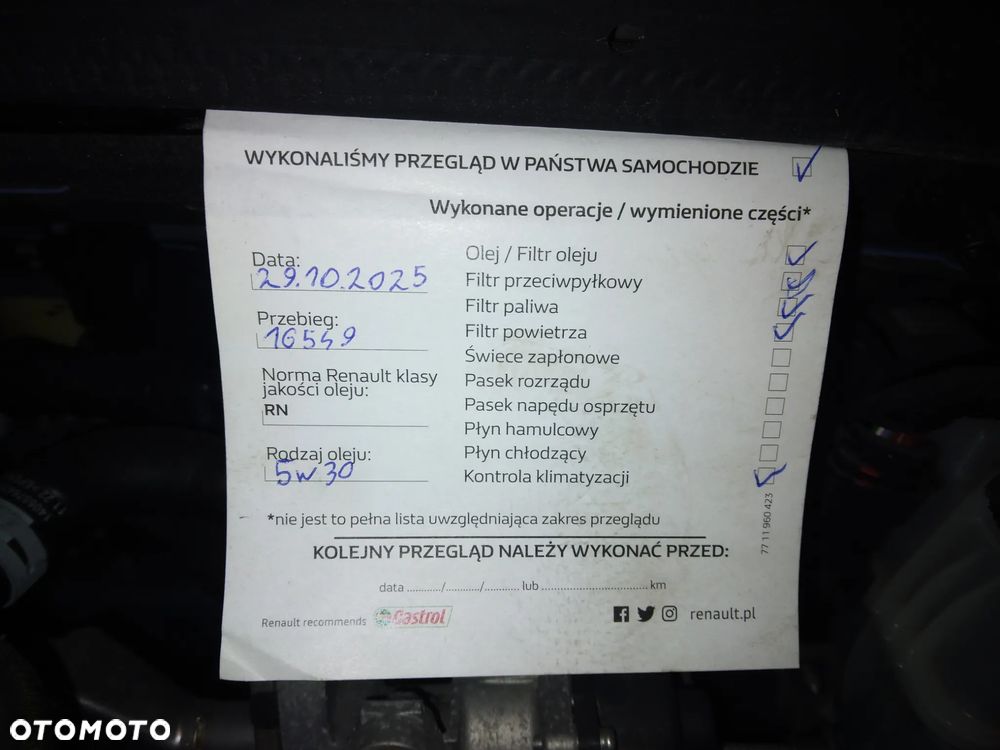 WYKONALIŚMY PRZEGLĄD W PAŃSTWA SAMOCHODZIE
Wykonane operacje / wymienione części*
Data:
29.10.2025
Przebieg:
16549
Norma Renault klasy
jakości oleju:
RN
Rodzaj oleju:
5w30
Olej / Filtr oleju
Filtr przeciwpyłkowy
Filtr paliwa
Filtr powietrza
Świece zapłonowe
Pasek rozrządu
Pasek napędu osprzętu
Płyn hamulcowy
Płyn chłodzący
Kontrola klimatyzacji
77 11 960 423
*nie jest to pełna lista uwzględniająca zakres przeglądu
KOLEJNY PRZEGLĄD NALEŻY WYKONAĆ PRZED:
data ........../........../.......... lub .............................. km
Renault recommends Castrol
renault.pl
OTOMOTO